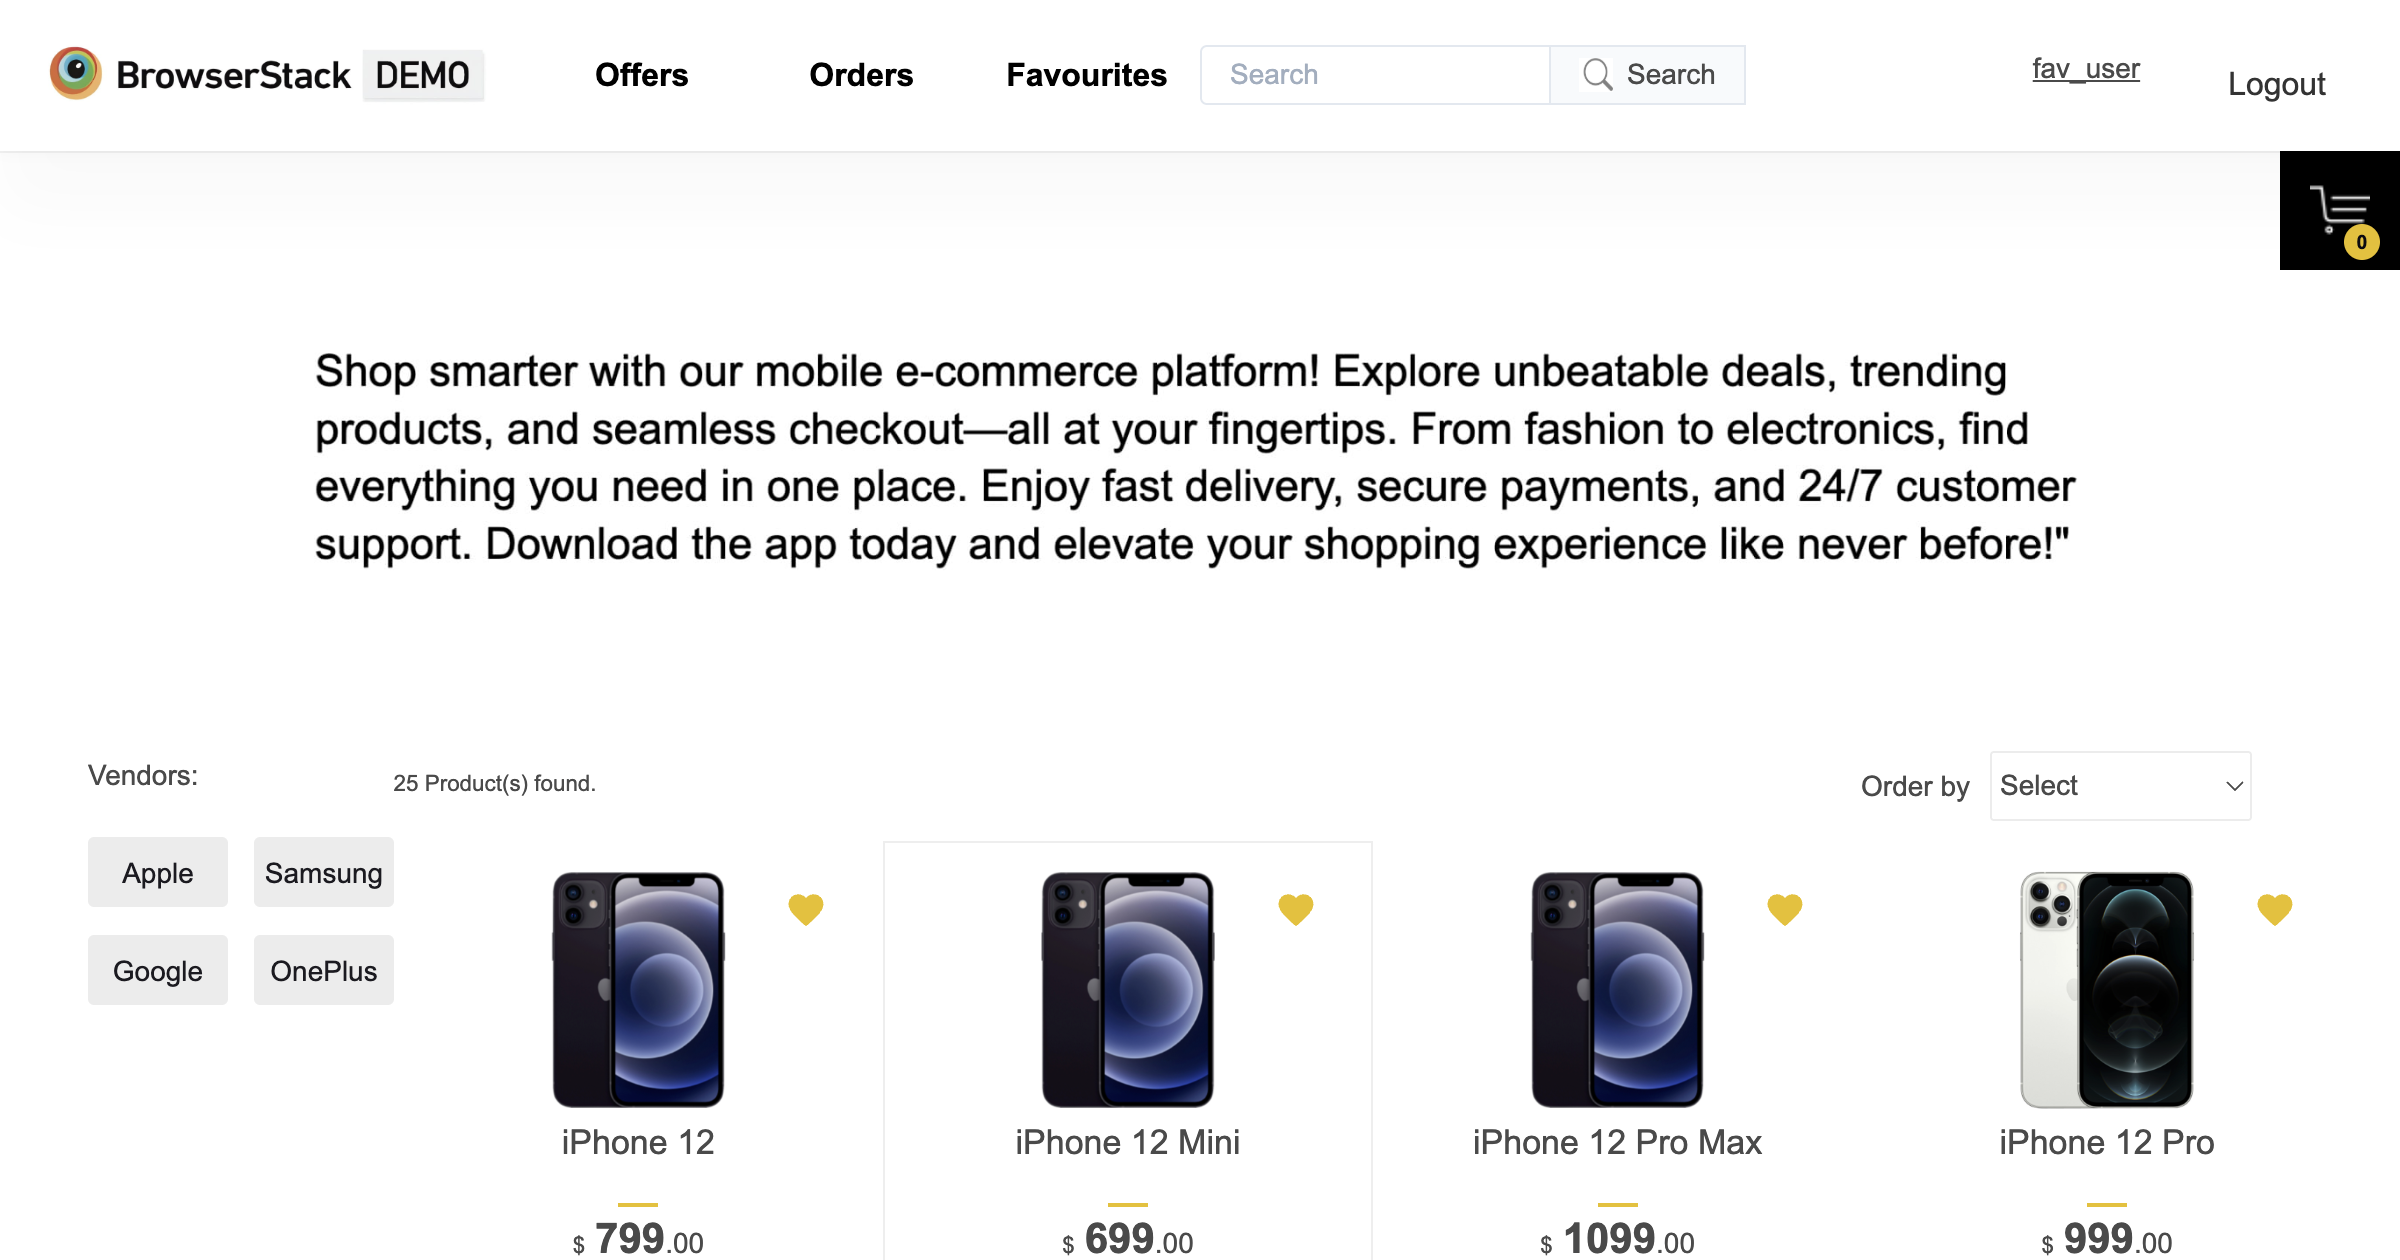 BrowserStack DEMO
Offers
Orders
Favourites
Search
Search
fav_user
Logout
0
Shop smarter with our mobile e-commerce platform! Explore unbeatable deals, trending
products, and seamless checkout—all at your fingertips. From fashion to electronics, find
everything you need in one place. Enjoy fast delivery, secure payments, and 24/7 customer
support. Download the app today and elevate your shopping experience like never before!"
Vendors:
25 Product(s) found.
Order by
Select
Apple
Samsung
Google
OnePlus
iPhone 12
iPhone 12 Mini
iPhone 12 Pro Max
iPhone 12 Pro
$ 799.00
$ 699.00
$ 1099.00
$ 999.00